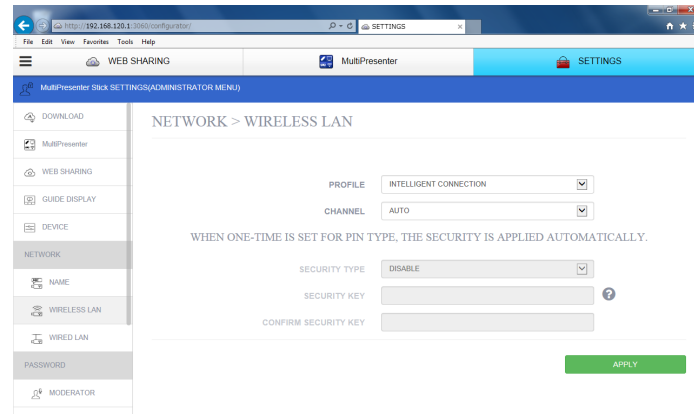 http://192.168.120.1:3060/configurator/
SETTINGS
File Edit View Favorites Tools Help
WEB SHARING
MultiPresenter
SETTINGS
MultiPresenter Stick SETTINGS(ADMINISTRATOR MENU)
DOWNLOAD
MultiPresenter
WEB SHARING
GUIDE DISPLAY
DEVICE
NETWORK
NAME
WIRELESS LAN
WIRED LAN
PASSWORD
MODERATOR
NETWORK > WIRELESS LAN
PROFILE INTELLIGENT CONNECTION
CHANNEL AUTO
WHEN ONE-TIME IS SET FOR PIN TYPE, THE SECURITY IS APPLIED AUTOMATICALLY.
SECURITY TYPE DISABLE
SECURITY KEY
CONFIRM SECURITY KEY
APPLY